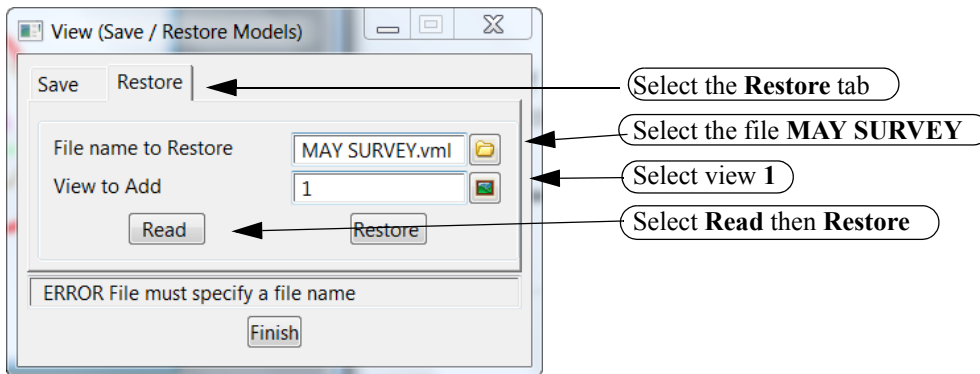 View (Save / Restore Models)
Save Restore
Select the Restore tab
Select the file MAY SURVEY
File name to Restore MAY SURVEY.vml
Select view 1
View to Add 1
Select Read then Restore
Read Restore
ERROR File must specify a file name
Finish